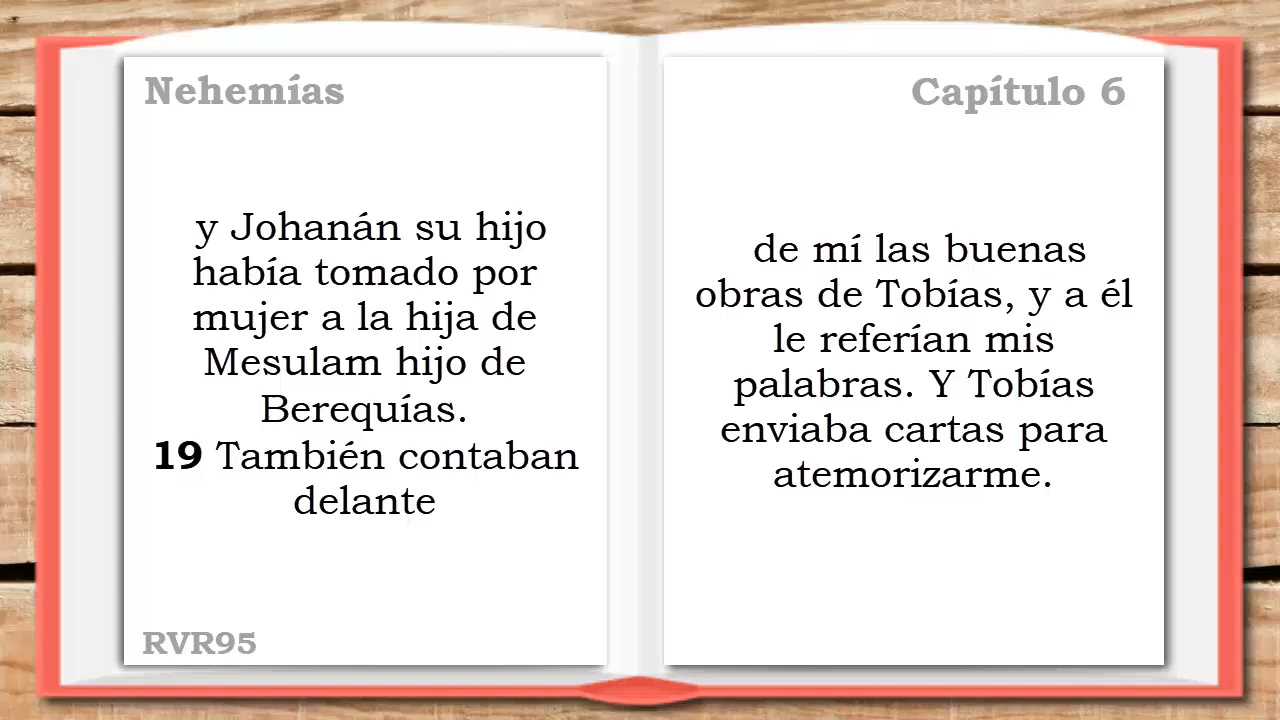 Nehemías
y Johanán su hijo
había tomado por
mujer a la hija de
Mesulam hijo de
Berequías.
19 También contaban
delante
RVR95
Capítulo 6
de mí las buenas
obras de Tobías, y a él
le referían mis
palabras. Y Tobías
enviaba cartas para
atemorizarme.